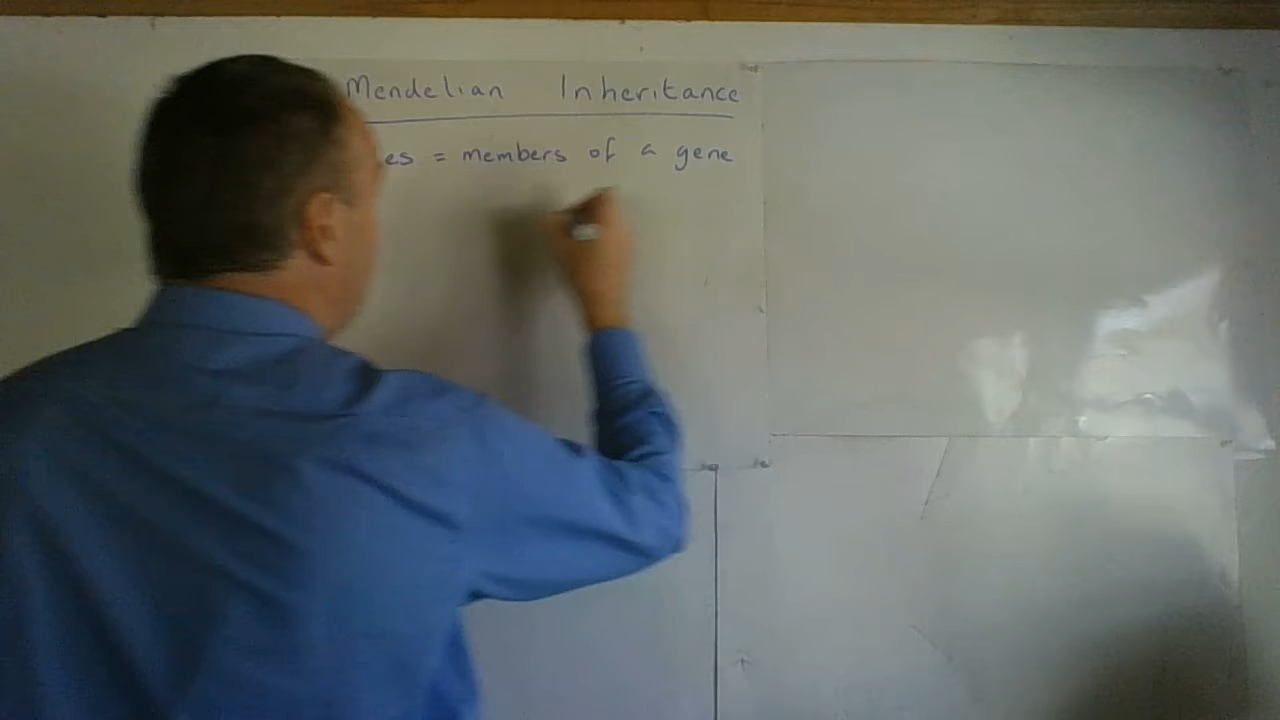 Mendelian Inheritance
es = members of a gene